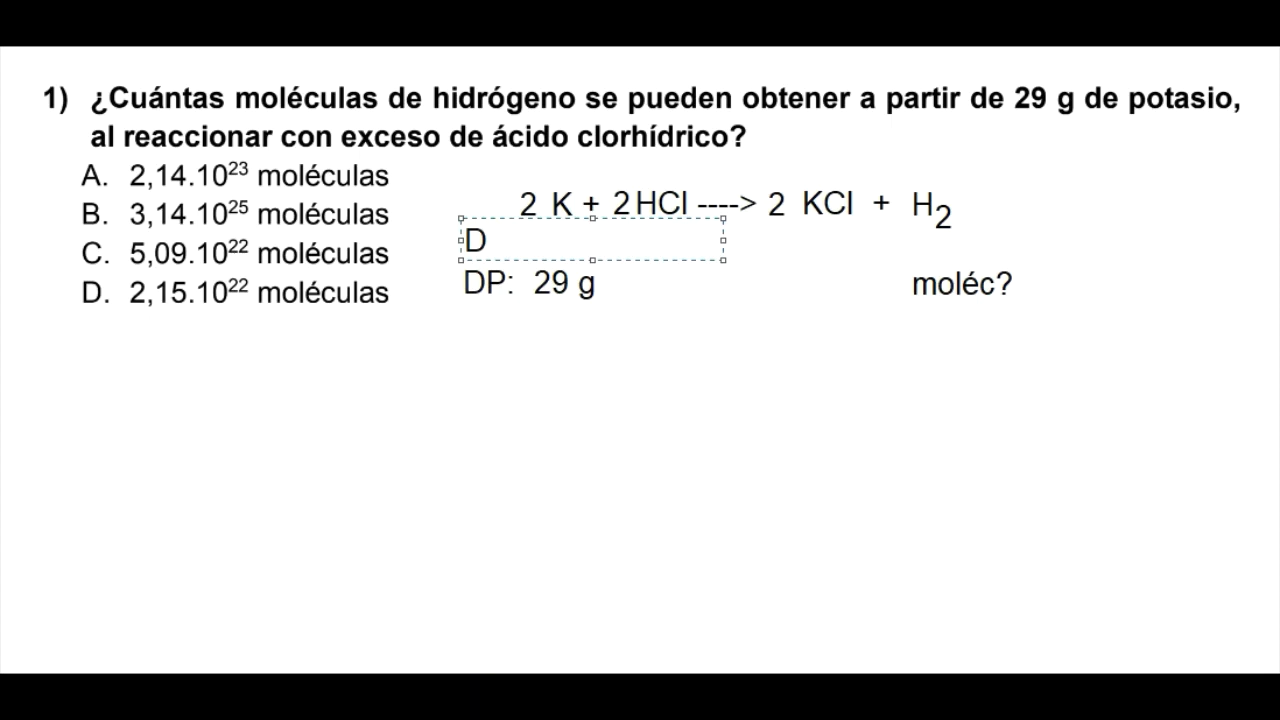 1) ¿Cuántas moléculas de hidrógeno se pueden obtener a partir de 29 g de potasio,
al reaccionar con exceso de ácido clorhídrico?
A. 2,14.10²³ moléculas
B. 3,14.10²⁵ moléculas
C. 5,09.10²² moléculas
D. 2,15.10²² moléculas
2 K + 2 HCl ----> 2 KCl + H₂
D
DP: 29 g moléc?